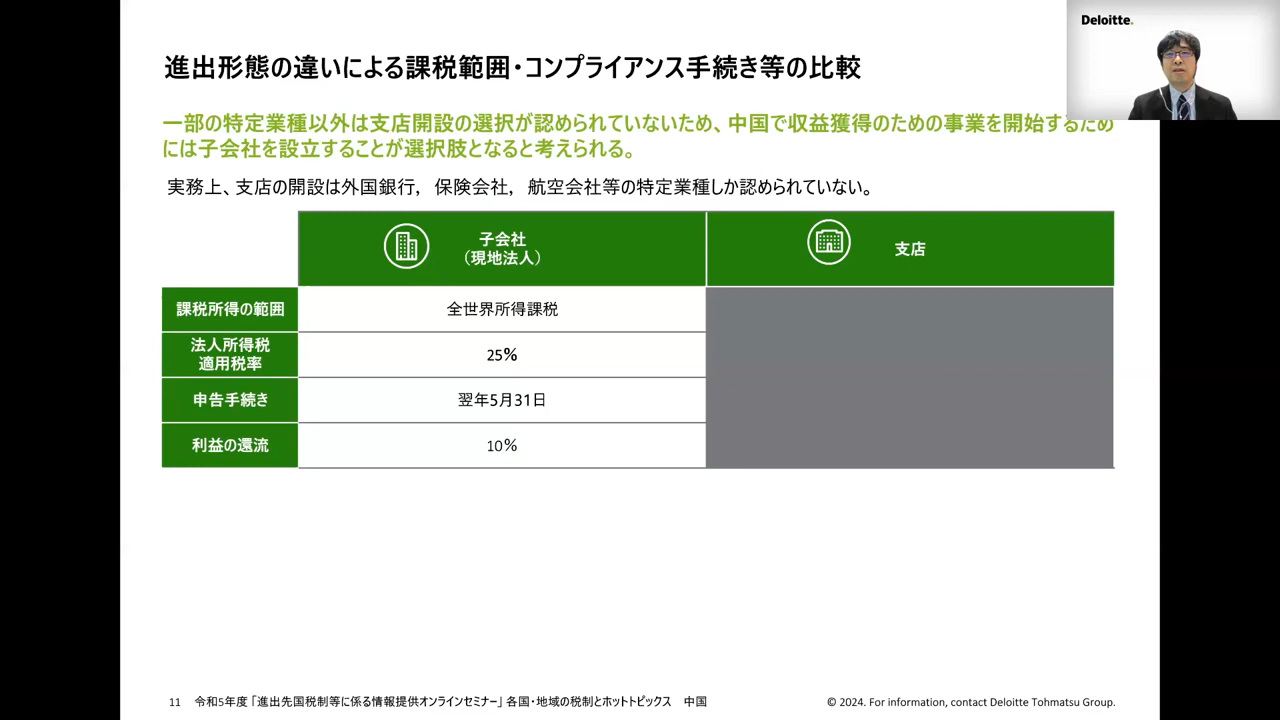 Deloitte.
進出形態の違いによる課税範囲・コンプライアンス手続き等の比較
一部の特定業種以外は支店開設の選択が認められていないため、中国で収益獲得のための事業を開始するため
には子会社を設立することが選択肢となると考えられる。
実務上、支店の開設は外国銀行, 保険会社, 航空会社等の特定業種しか認められていない。
子会社
（現地法人）
支店
課税所得の範囲
全世界所得課税
法人所得税
適用税率
25%
申告手続き
翌年5月31日
利益の還流
10%
11 令和5年度「進出先国税制等に係る情報提供オンラインセミナー」各国・地域の税制とホットトピックス 中国
© 2024. For information, contact Deloitte Tohmatsu Group.